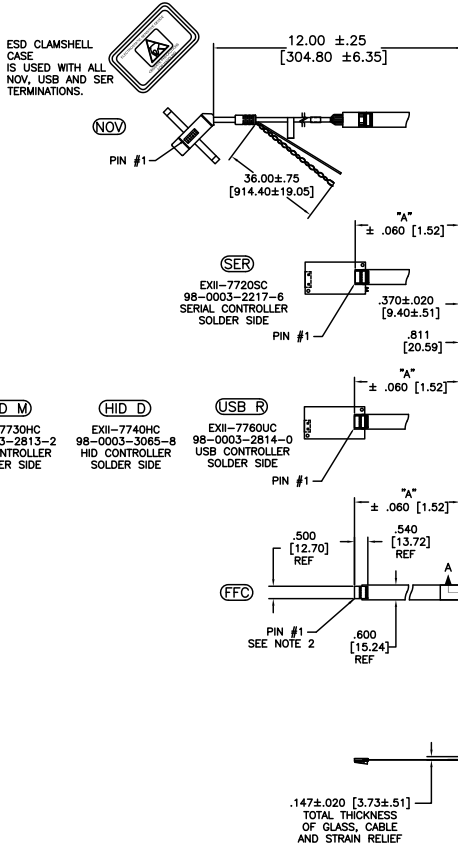 ESD CLAMSHELL
CASE
IS USED WITH ALL
NOV, USB AND SER
TERMINATIONS.
12.00 ±.25
[304.80 ±6.35]
NOV
PIN #1
36.00±.75
[914.40±19.05]
"A"
± .060 [1.52]
SER
EXII-7720SC
98-0003-2217-6
SERIAL CONTROLLER
SOLDER SIDE
PIN #1
.370±.020
[9.40±.51]
.811
[20.59]
"A"
± .060 [1.52]
D M)
7730HC
3-2813-2
NTROLLER
ER SIDE
HID D
EXII-7740HC
98-0003-3065-8
HID CONTROLLER
SOLDER SIDE
USB R
EXII-7760UC
98-0003-2814-0
USB CONTROLLER
SOLDER SIDE
PIN #1
"A"
± .060 [1.52]
.500
[12.70]
REF
.540
[13.72]
REF
A
FFC
PIN #1
SEE NOTE 2
.600
[15.24]
REF
.147±.020 [3.73±.51]
TOTAL THICKNESS
OF GLASS, CABLE
AND STRAIN RELIEF